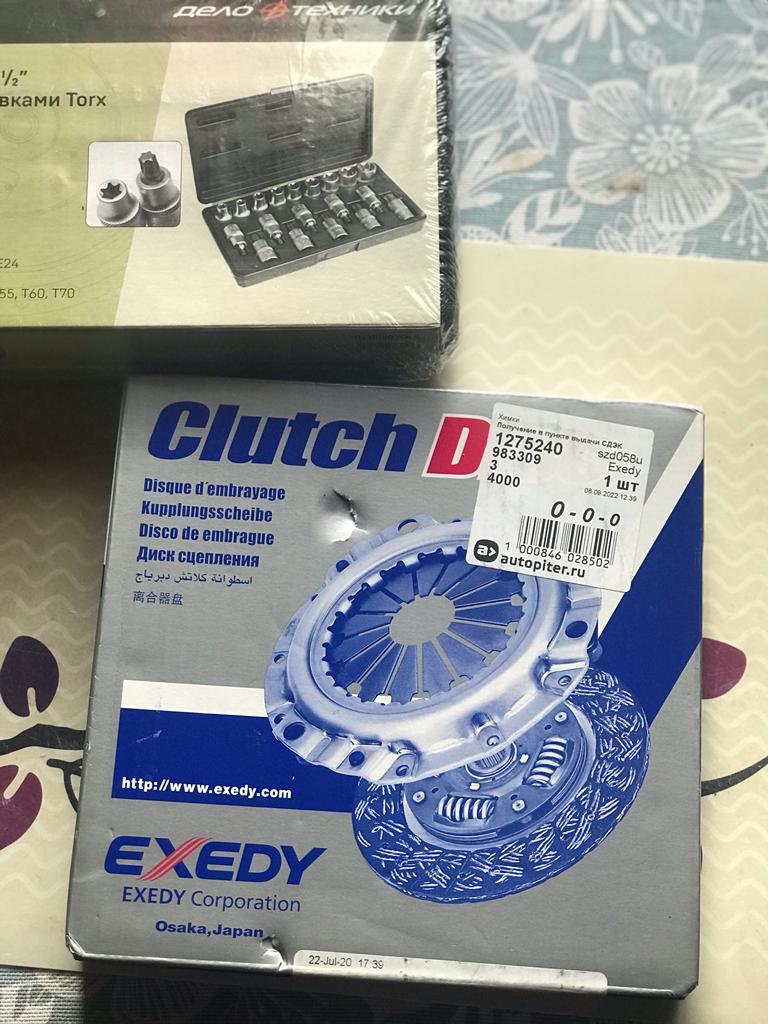 дело техники
1/2"
вками Torx
E24
55, T60, T70
Clutch D
Disque d'embrayage
Kupplungsscheibe
Disco de embrague
Диск сцепления
اسطوانة كلاتش دبرياج
离合器盘
Химки
Получение в пункте выдачи СДЭК
1275240 szd058u
983309 Exedy
3 1 шт
4000 06.09.2022 12:39
0-0-0
1 000846 028502
a> autopiter.ru
http://www.exedy.com
EXEDY
EXEDY Corporation
Osaka,Japan
22-Jul-20 17:39